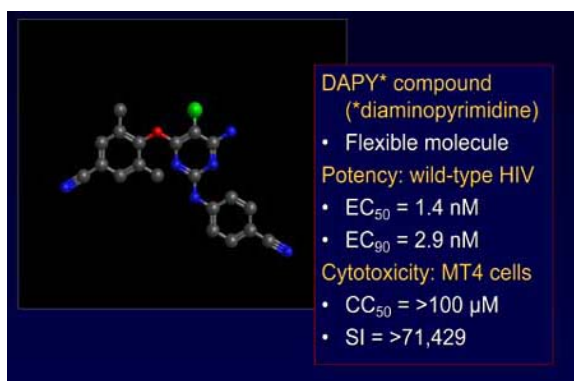 DAPY* compound
(*diaminopyrimidine)
• Flexible molecule
Potency: wild-type HIV
• EC₅₀ = 1.4 nM
• EC₉₀ = 2.9 nM
Cytotoxicity: MT4 cells
• CC₅₀ = >100 µM
• SI = >71,429